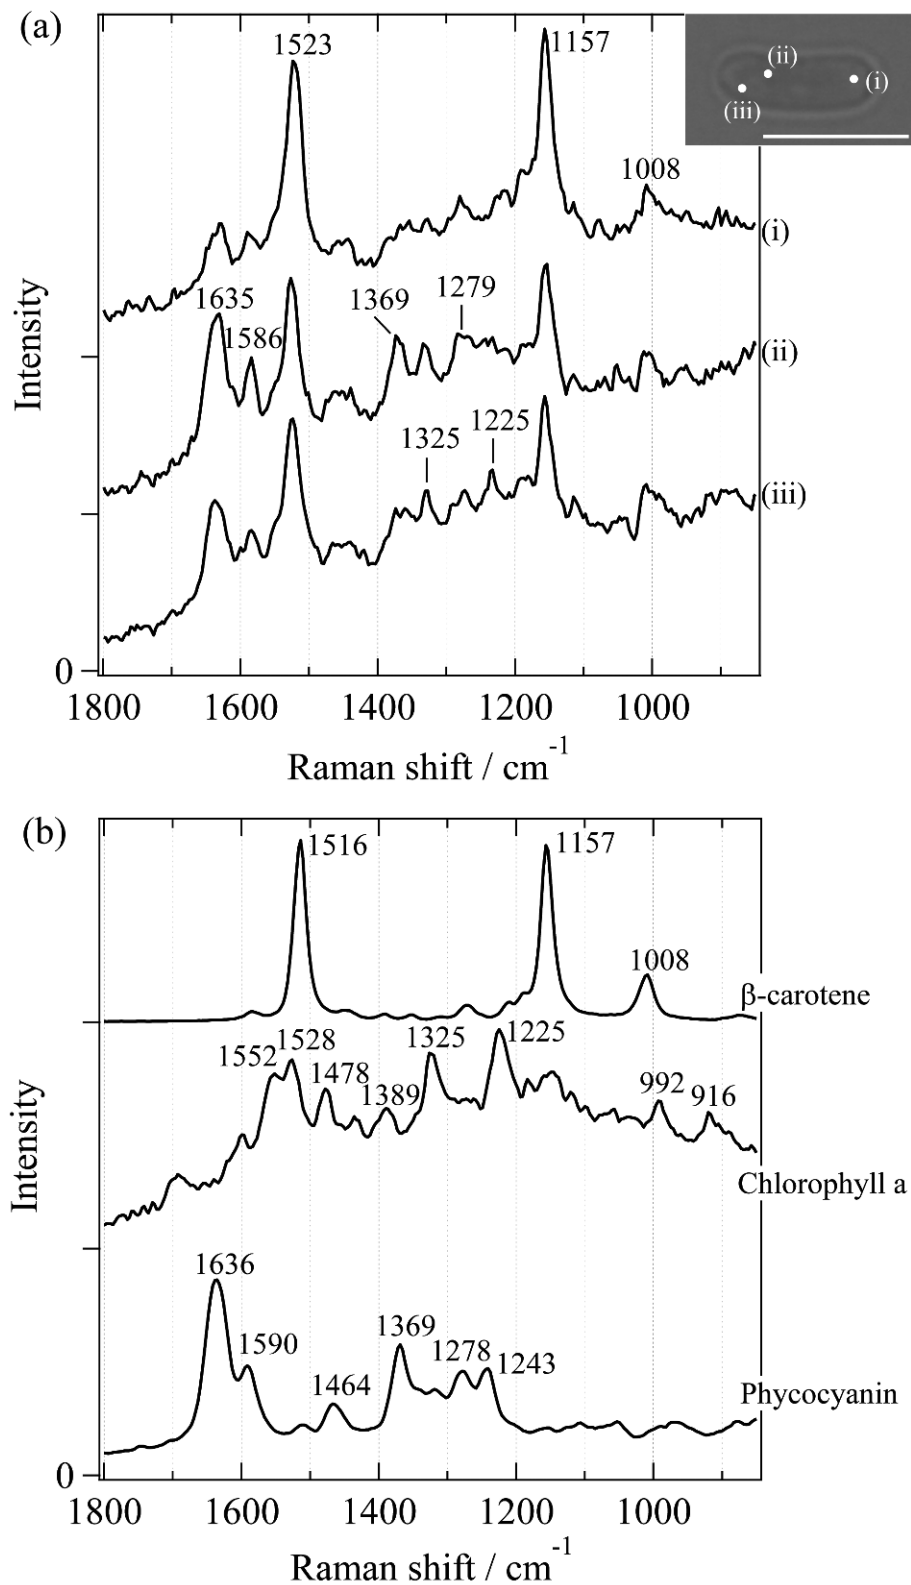 (a)
1523
1157
(ii)
(i)
(iii)
1008
(i)
1635
1586
1369
1279
(ii)
1325
1225
(iii)
Intensity
0
1800 1600 1400 1200 1000
Raman shift / cm-1
(b)
1516
1157
1008
β-carotene
1552
1528
1478
1389
1325
1225
992
916
Chlorophyll a
1636
1590
1464
1369
1278
1243
Phycocyanin
Intensity
0
1800 1600 1400 1200 1000
Raman shift / cm-1